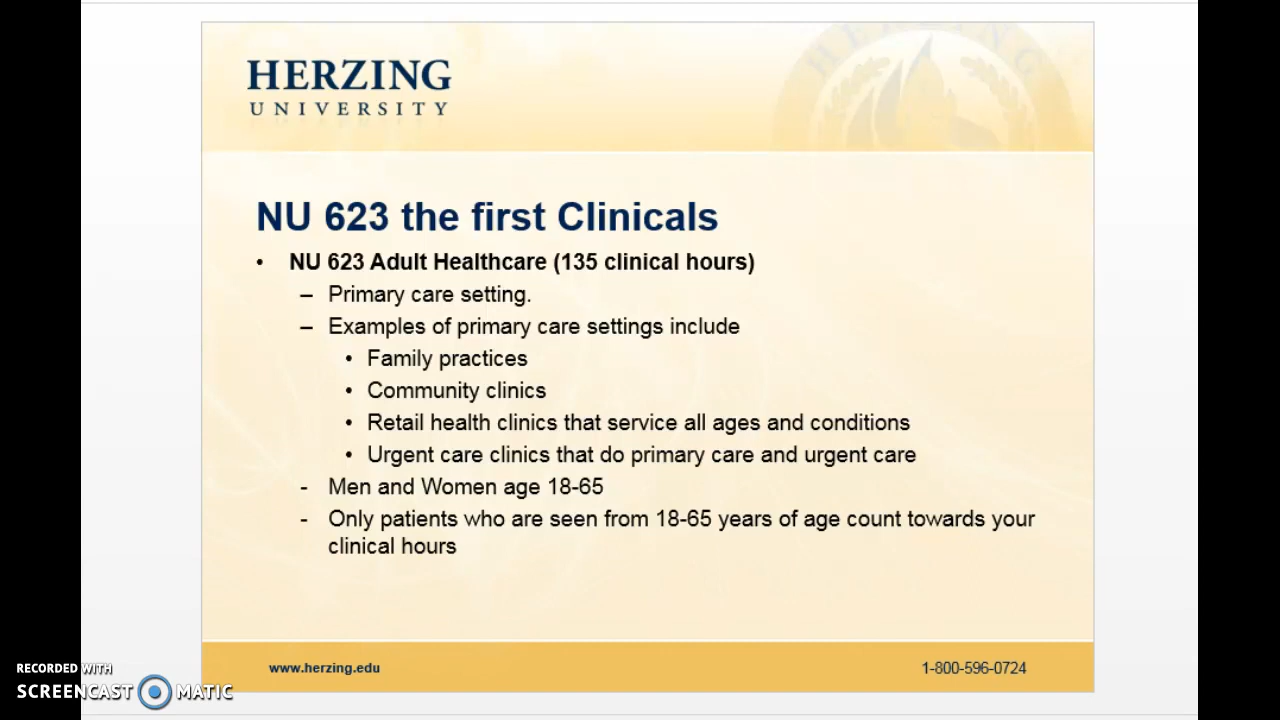 HERZING
HERZING
UNIVERSITY
NU 623 the first Clinicals
• NU 623 Adult Healthcare (135 clinical hours)
– Primary care setting.
– Examples of primary care settings include
• Family practices
• Community clinics
• Retail health clinics that service all ages and conditions
• Urgent care clinics that do primary care and urgent care
- Men and Women age 18-65
- Only patients who are seen from 18-65 years of age count towards your
clinical hours
www.herzing.edu
1-800-596-0724
RECORDED WITH
SCREENCAST MATIC